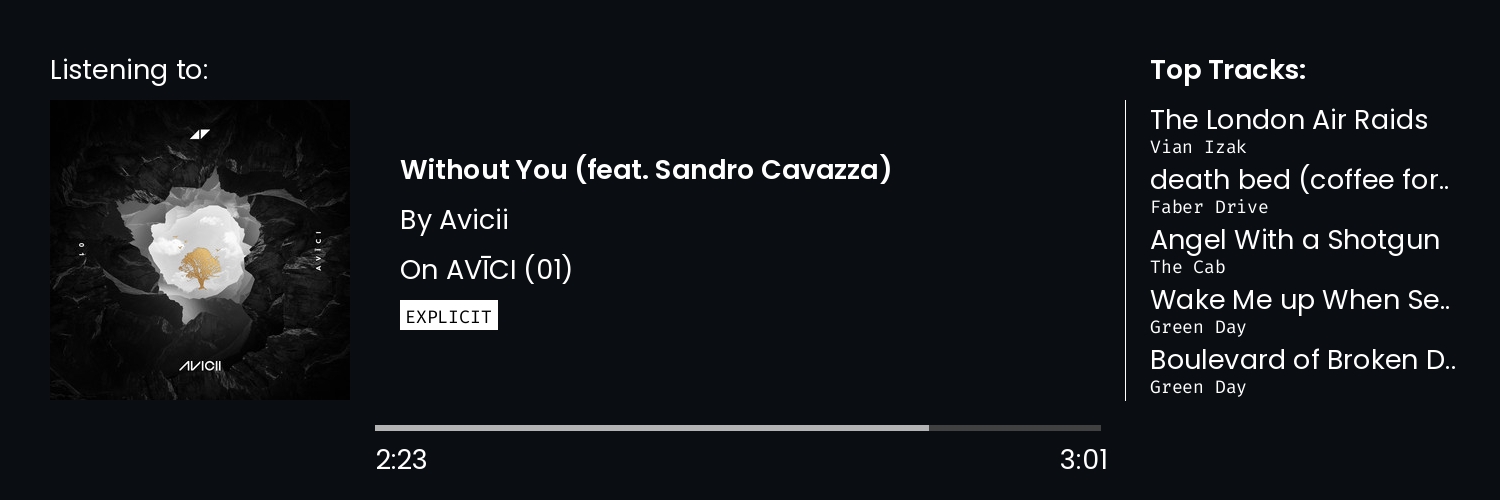 Listening to:
01
AVĪCI
AVICII
Without You (feat. Sandro Cavazza)
By Avicii
On AVĪCI (01)
EXPLICIT
2:23
3:01
Top Tracks:
The London Air Raids
Vian Izak
death bed (coffee for..
Faber Drive
Angel With a Shotgun
The Cab
Wake Me up When Se..
Green Day
Boulevard of Broken D..
Green Day